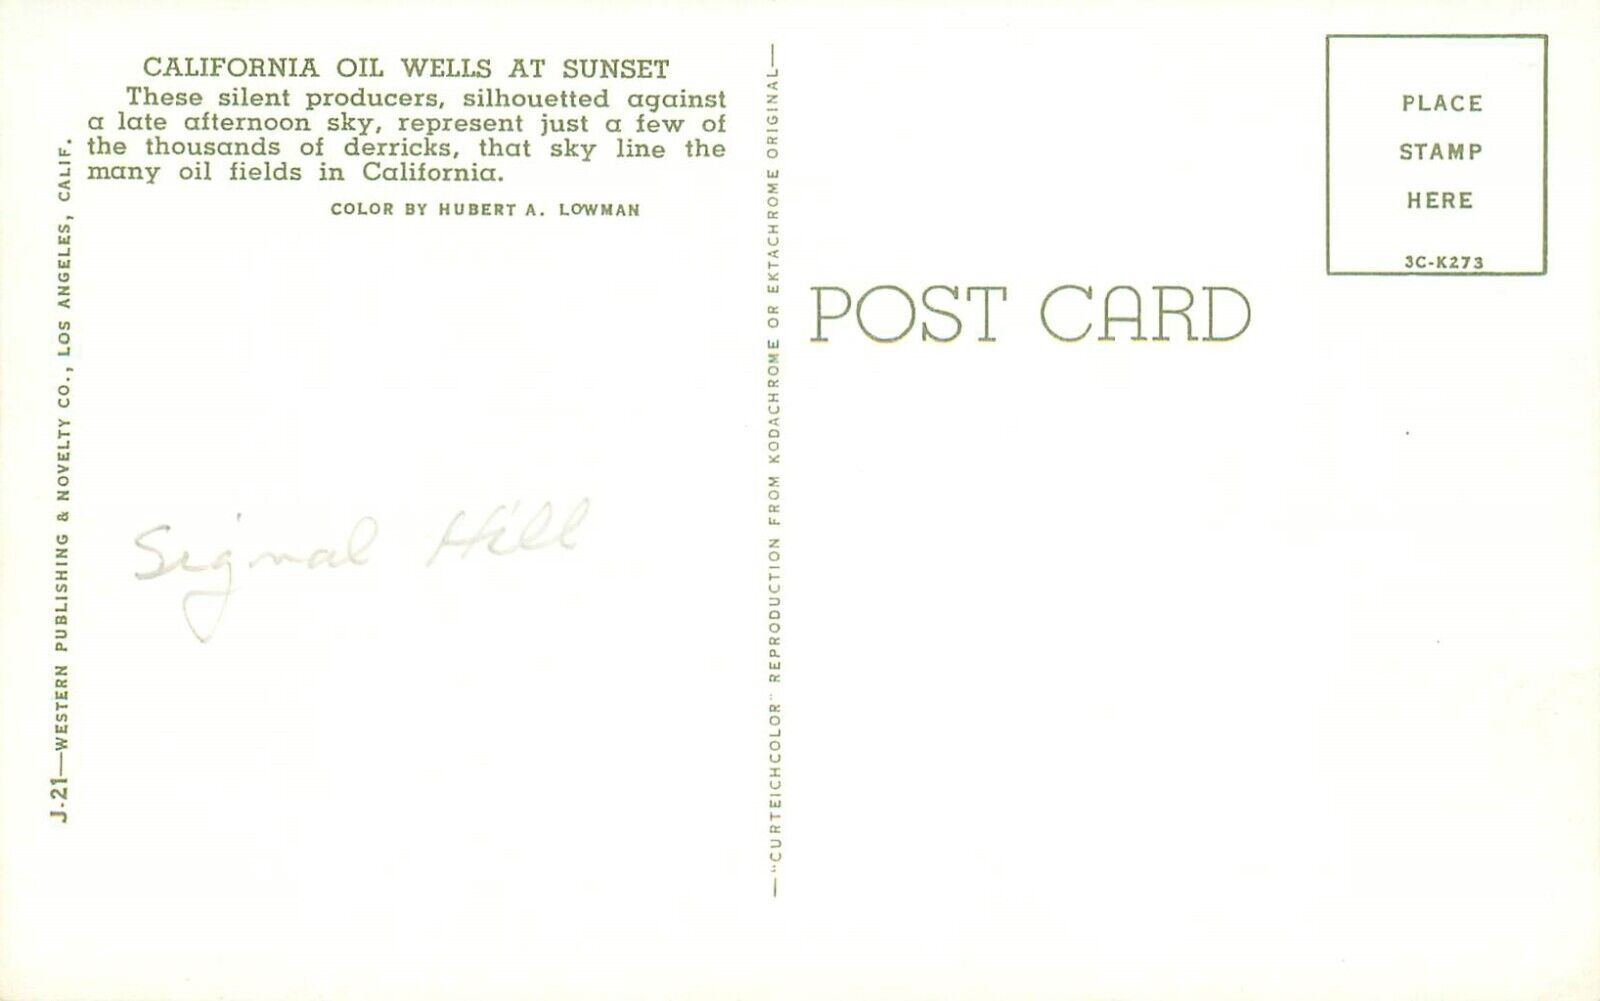 CALIFORNIA OIL WELLS AT SUNSET
These silent producers, silhouetted against
a late afternoon sky, represent just a few of
the thousands of derricks, that sky line the
many oil fields in California.
COLOR BY HUBERT A. LOWMAN
J-21—WESTERN PUBLISHING & NOVELTY CO., LOS ANGELES, CALIF.
Signal Hill
—"CURTEICHCOLOR" REPRODUCTION FROM KODACHROME OR EKTACHROME ORIGINAL—
POST CARD
PLACE
STAMP
HERE
3C-K273